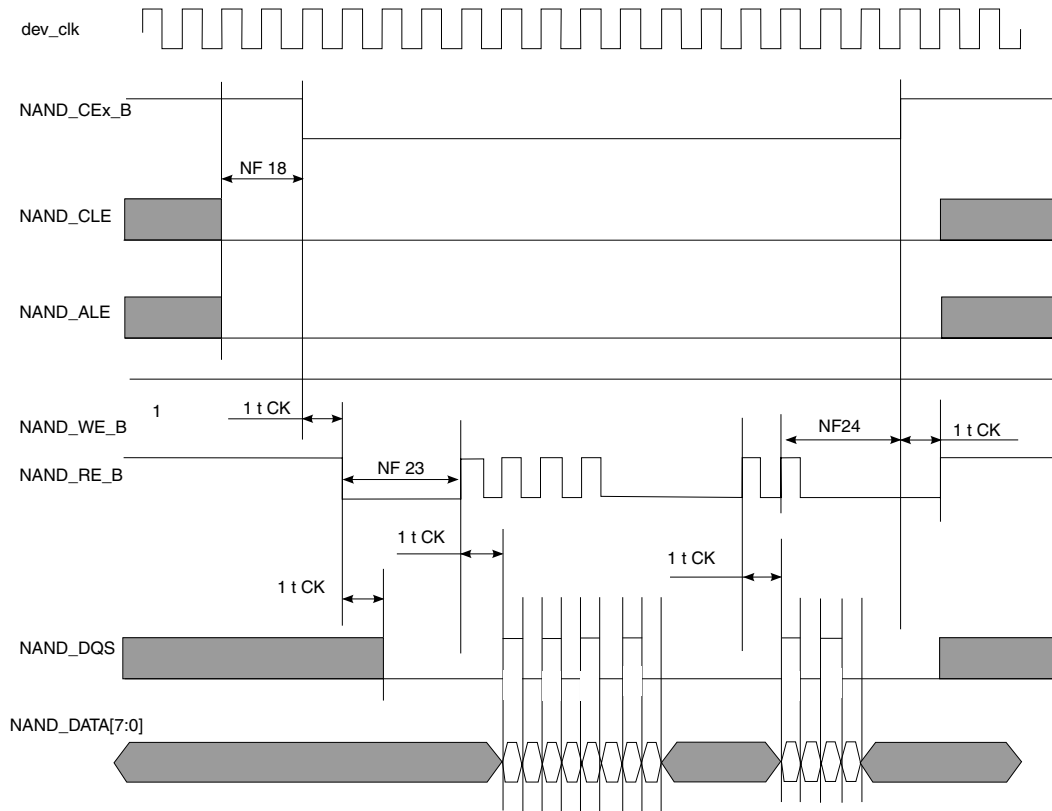 dev_clk
NAND_CEx_B
NF 18
NAND_CLE
NAND_ALE
1
1 t CK
NAND_WE_B
NF24
1 t CK
NAND_RE_B
NF 23
1 t CK
1 t CK
1 t CK
NAND_DQS
NAND_DATA[7:0]